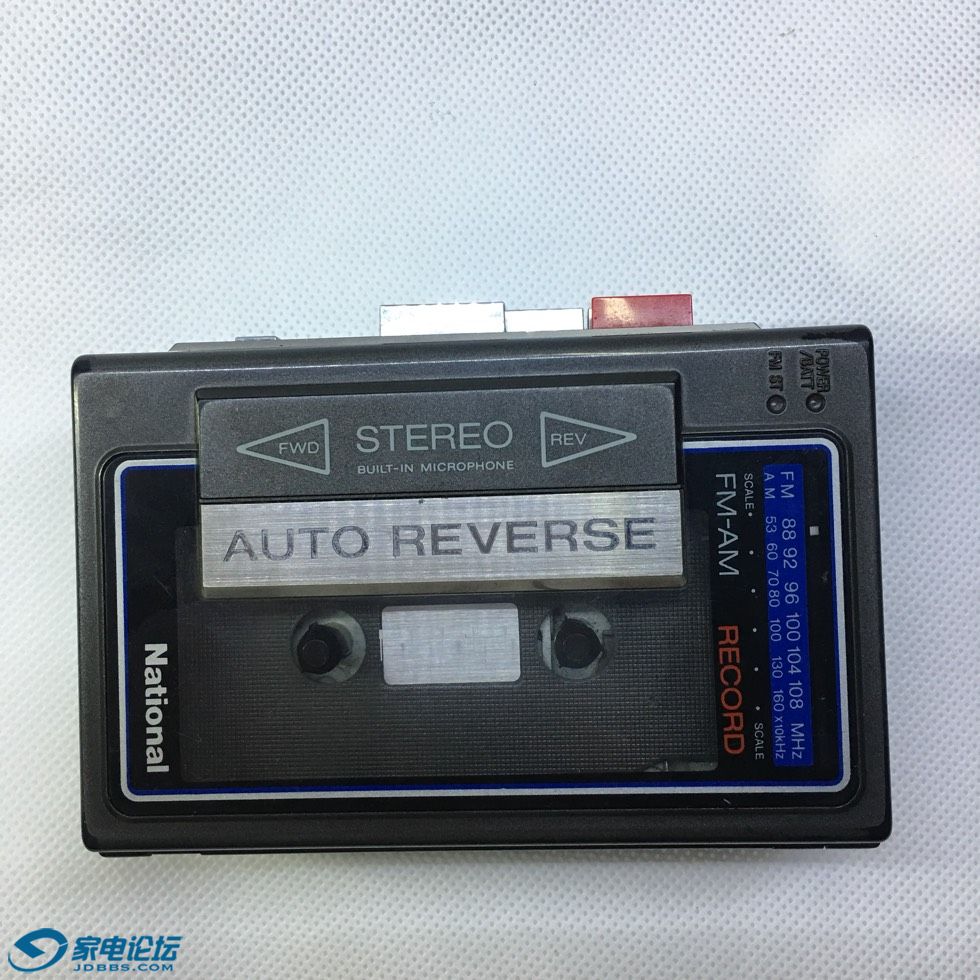 POWER
/BATT
FM ST
FWD
STEREO
REV
BUILT-IN MICROPHONE
AUTO REVERSE
FM 88 92 96 100 104 108 MHz
AM 53 60 70 80 100 130 160 x10kHz
SCALE
SCALE
FM-AM
RECORD
National
家电论坛
JDBBS.COM